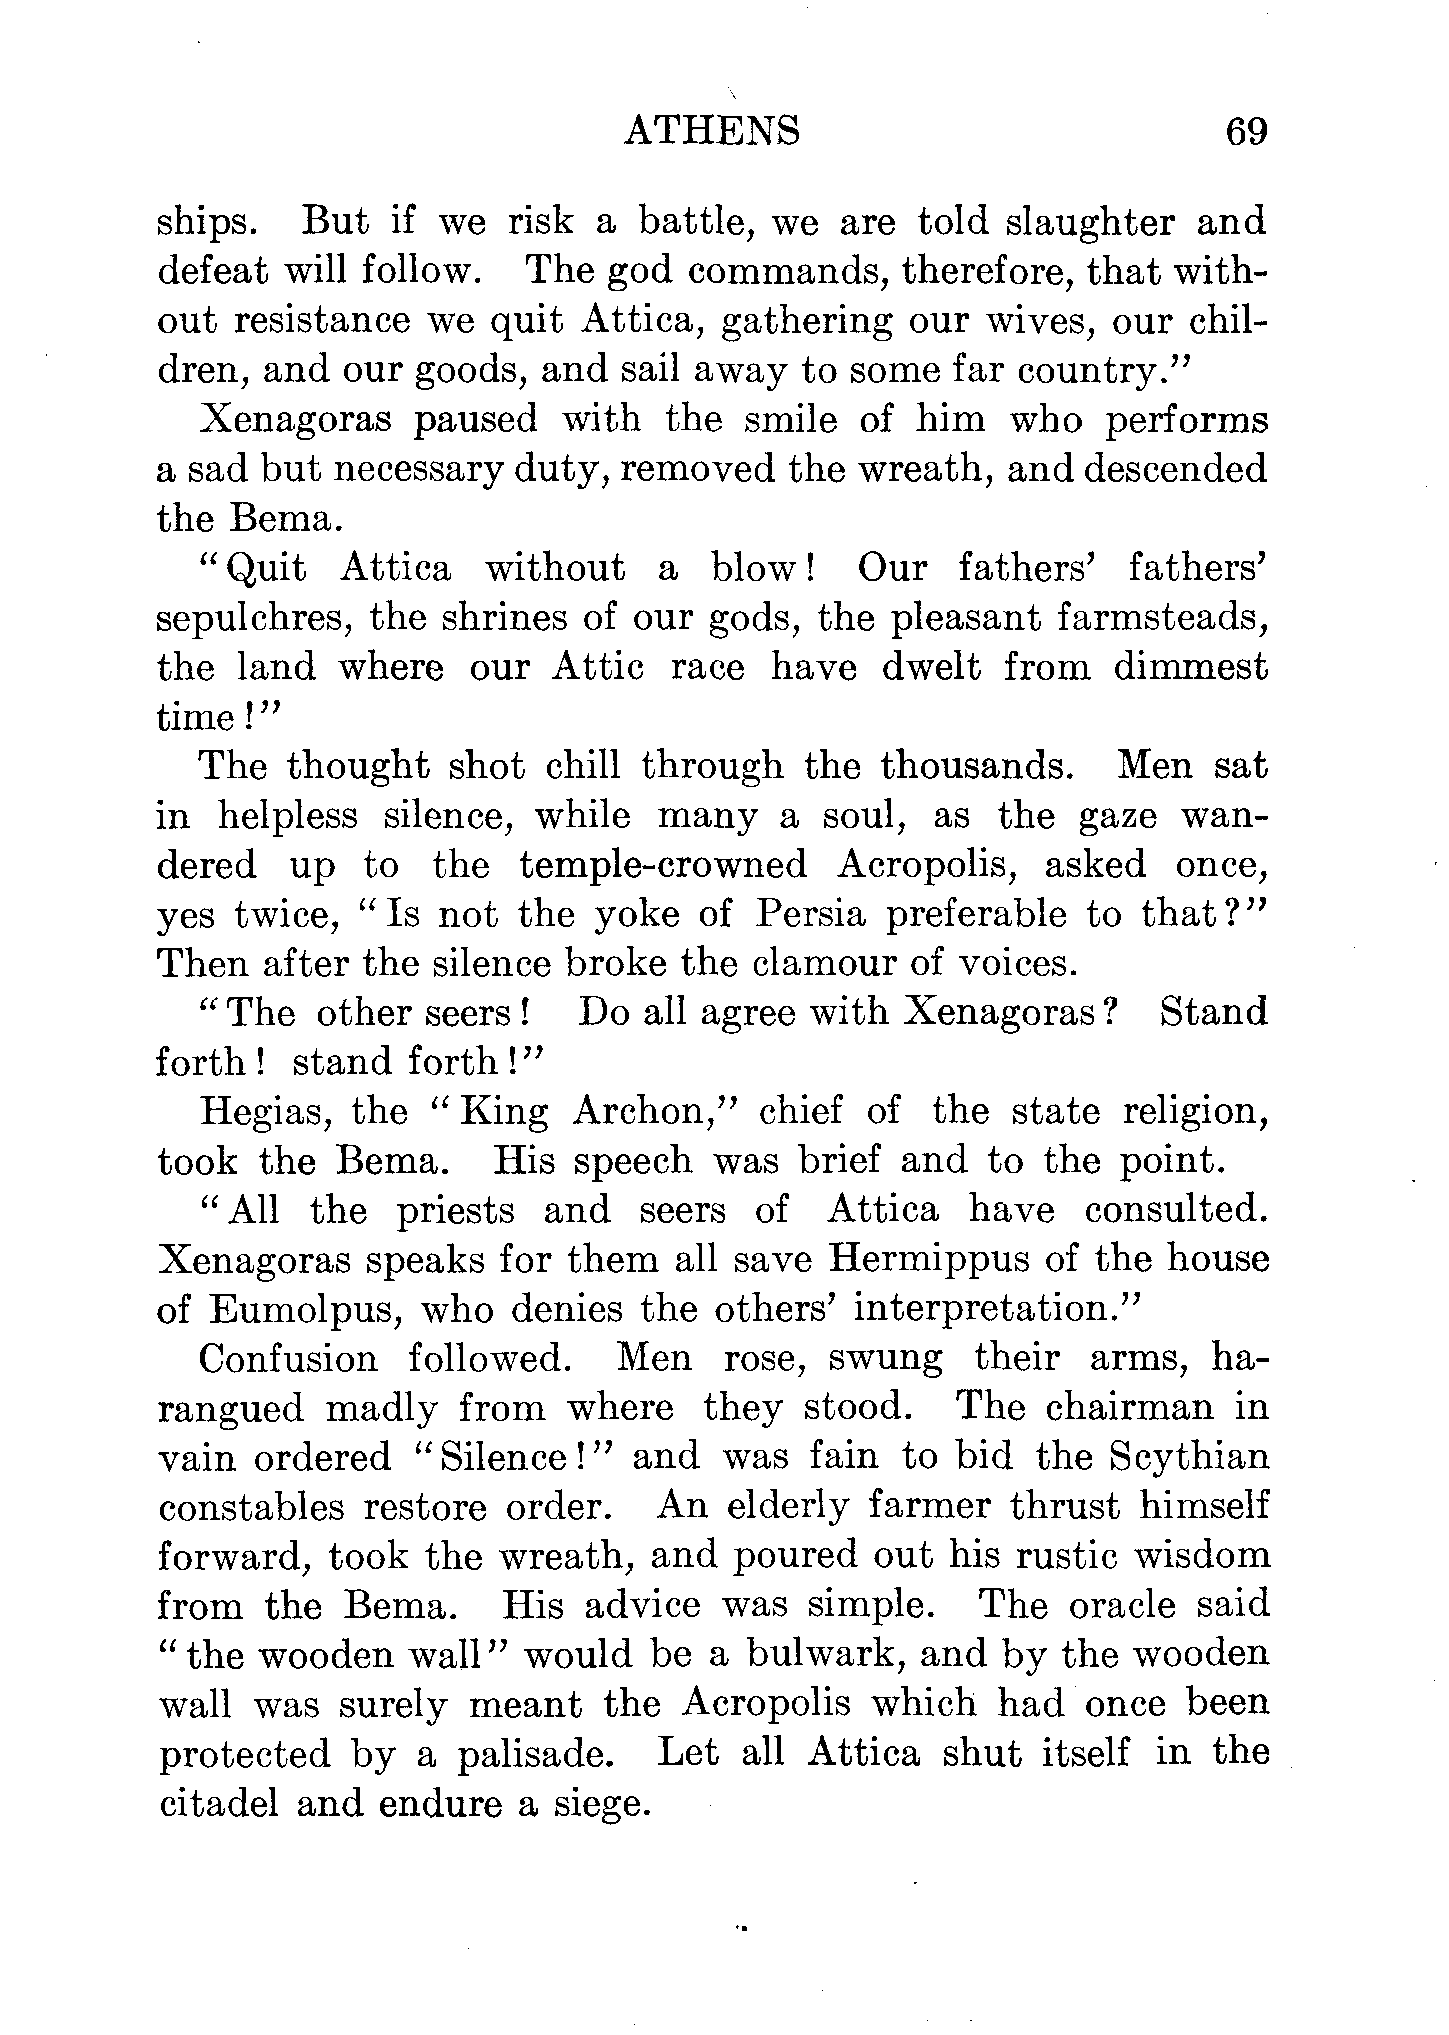 ATHENS 69
ships. But if we risk a battle, we are told slaughter and
defeat will follow. The god commands, therefore, that with-
out resistance we quit Attica, gathering our wives, our chil-
dren, and our goods, and sail away to some far country.”
Xenagoras paused with the smile of him who performs
a sad but necessary duty, removed the wreath, and descended
the Bema.
“Quit Attica without a blow! Our fathers’ fathers’
sepulchres, the shrines of our gods, the pleasant farmsteads,
the land where our Attic race have dwelt from dimmest
time!”
The thought shot chill through the thousands. Men sat
in helpless silence, while many a soul, as the gaze wan-
dered up to the temple-crowned Acropolis, asked once,
yes twice, “Is not the yoke of Persia preferable to that?”
Then after the silence broke the clamour of voices.
“The other seers! Do all agree with Xenagoras? Stand
forth! stand forth!”
Hegias, the “King Archon,” chief of the state religion,
took the Bema. His speech was brief and to the point.
“All the priests and seers of Attica have consulted.
Xenagoras speaks for them all save Hermippus of the house
of Eumolpus, who denies the others’ interpretation.”
Confusion followed. Men rose, swung their arms, ha-
rangued madly from where they stood. The chairman in
vain ordered “Silence!” and was fain to bid the Scythian
constables restore order. An elderly farmer thrust himself
forward, took the wreath, and poured out his rustic wisdom
from the Bema. His advice was simple. The oracle said
“the wooden wall” would be a bulwark, and by the wooden
wall was surely meant the Acropolis which had once been
protected by a palisade. Let all Attica shut itself in the
citadel and endure a siege.